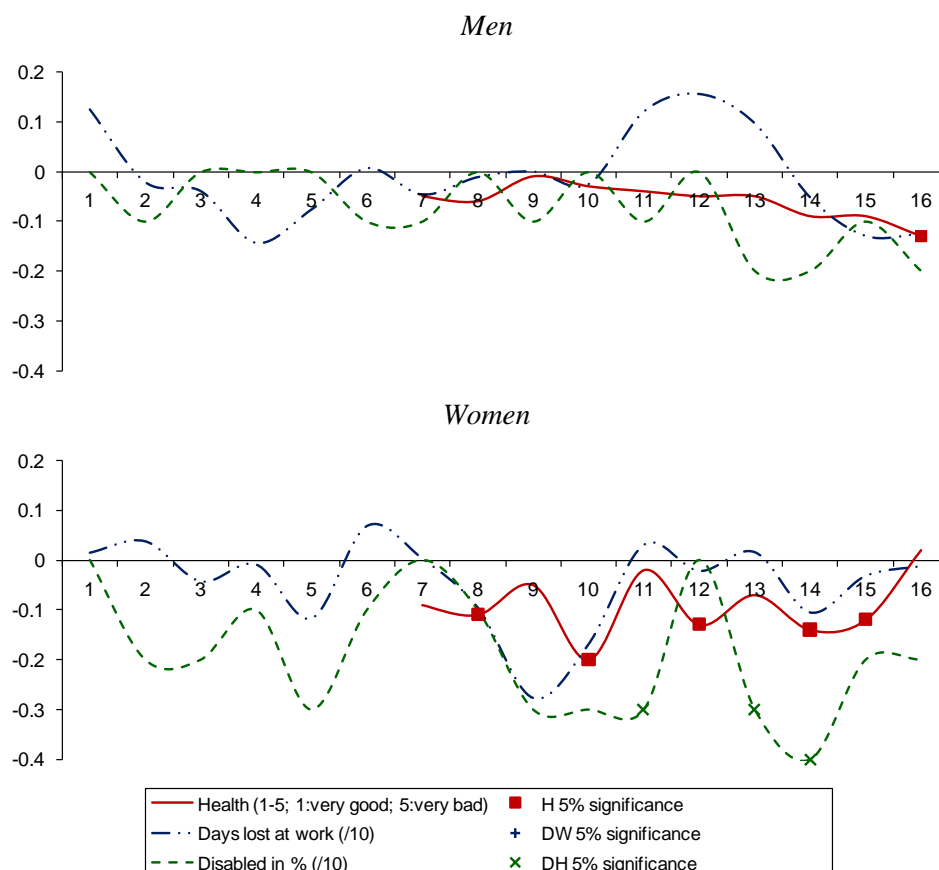 Men
0.2
0.1
0
1 2 3 4 5 6 7 8 9 10 11 12 13 14 15 16
-0.1
-0.2
-0.3
-0.4
Women
0.2
0.1
0
1 2 3 4 5 6 7 8 9 10 11 12 13 14 15 16
-0.1
-0.2
-0.3
-0.4
Health (1-5; 1:very good; 5:very bad) H 5% significance
Days lost at work (/10) DW 5% significance
Disabled in % (/10) DH 5% significance